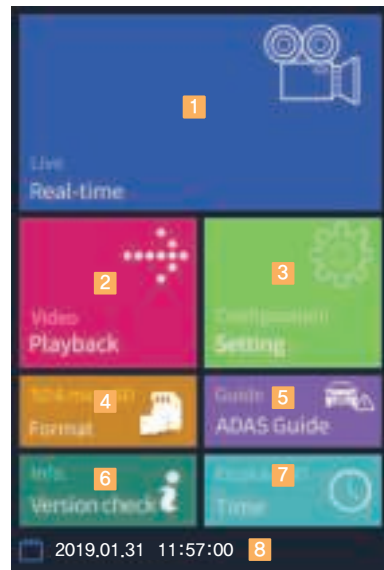 1
Live
Real-time
2
Video
Playback
3
Configuration
Setting
4
Format
5
Guide
ADAS Guide
6
Info.
Version check
7
Time
2019.01.31 11:57:00 8